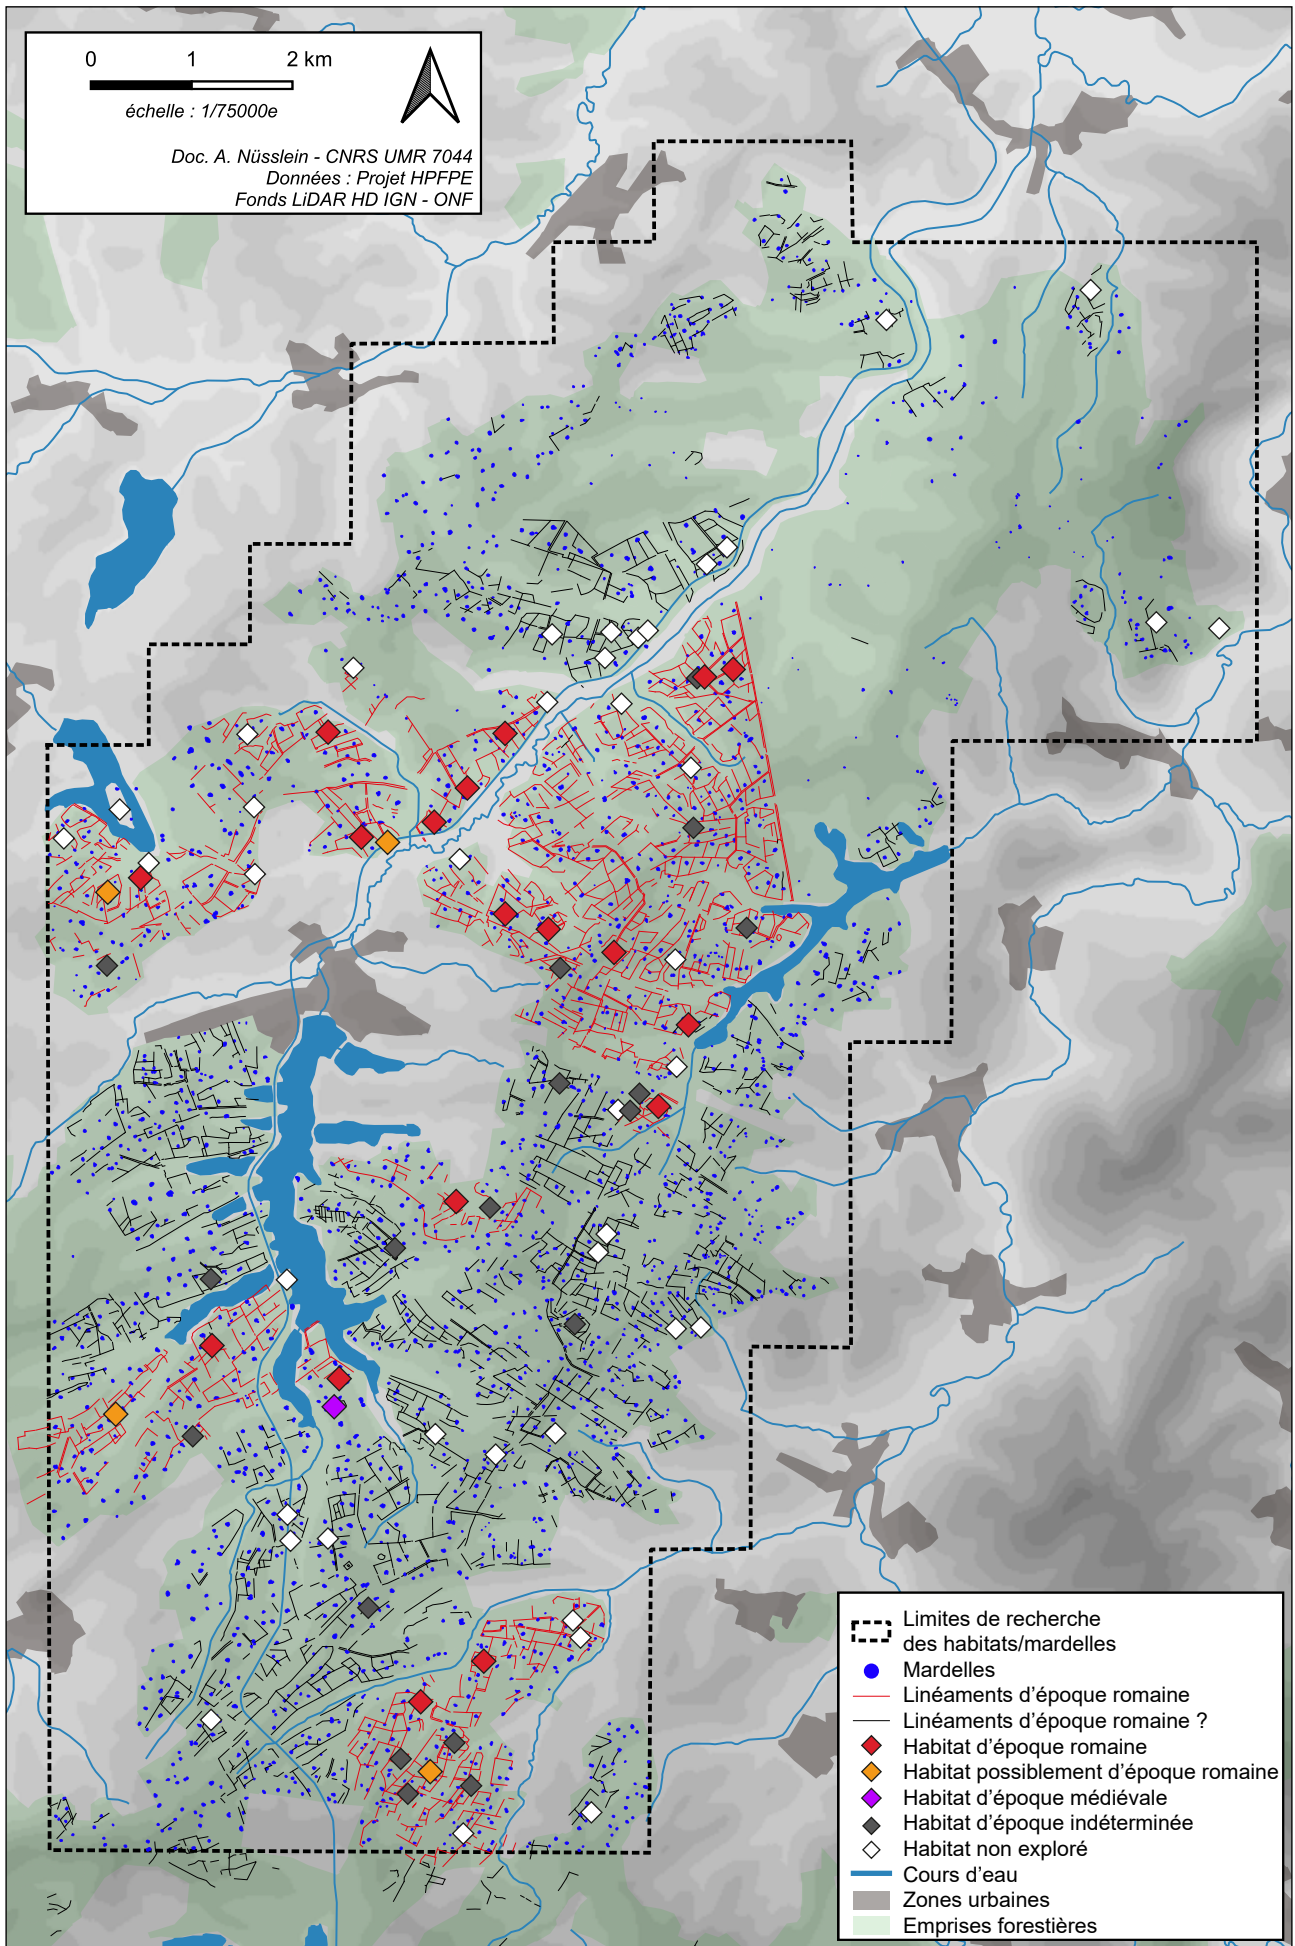 0 1 2 km
échelle : 1/75000e
Doc. A. Nüsslein - CNRS UMR 7044
Données : Projet HPFPE
Fonds LiDAR HD IGN - ONF
Limites de recherche
des habitats/mardelles
Mardelles
Linéaments d'époque romaine
Linéaments d'époque romaine ?
Habitat d'époque romaine
Habitat possiblement d'époque romaine
Habitat d'époque médiévale
Habitat d'époque indéterminée
Habitat non exploré
Cours d'eau
Zones urbaines
Emprises forestières